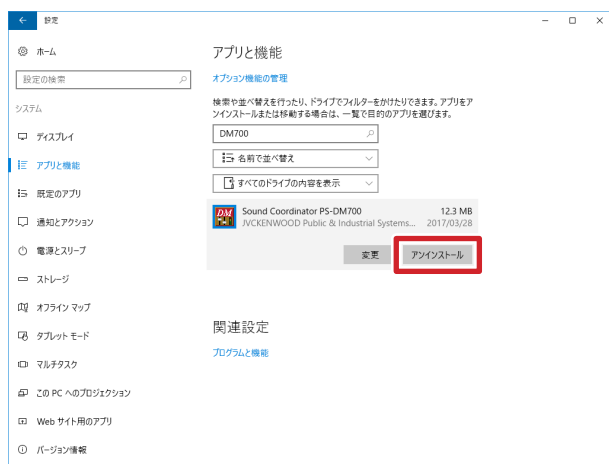 設定
ホーム
設定の検索
システム
ディスプレイ
アプリと機能
既定のアプリ
通知とアクション
電源とスリープ
ストレージ
オフライン マップ
タブレット モード
マルチタスク
この PC へのプロジェクション
Web サイト用のアプリ
バージョン情報
アプリと機能
オプション機能の管理
検索や並べ替えを行ったり、ドライブでフィルターをかけたりできます。アプリをア
ンインストールまたは移動する場合は、一覧で目的のアプリを選びます。
DM700
名前で並べ替え
すべてのドライブの内容を表示
DM
Sound Coordinator PS-DM700 12.3 MB
JVCKENWOOD Public & Industrial Systems... 2017/03/28
変更 アンインストール
関連設定
プログラムと機能